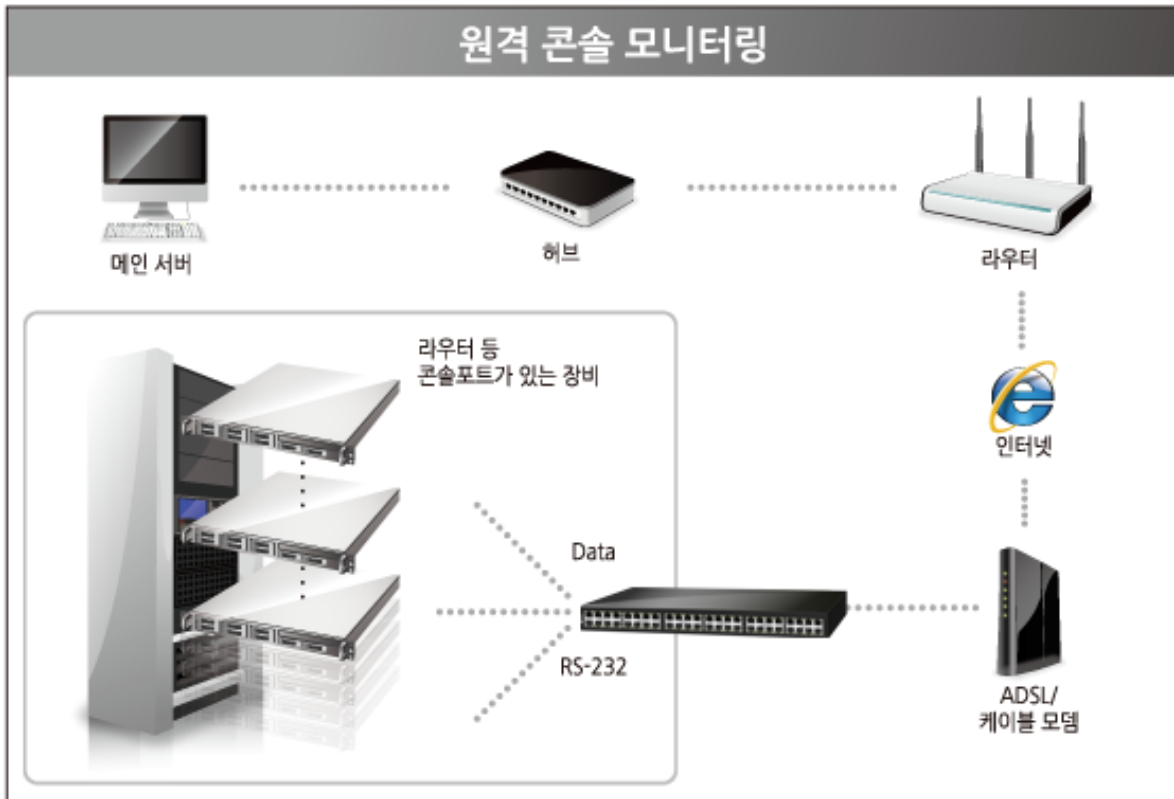 원격 콘솔 모니터링
메인 서버
허브
라우터
라우터 등
콘솔포트가 있는 장비
인터넷
Data
RS-232
ADSL/
케이블 모뎀